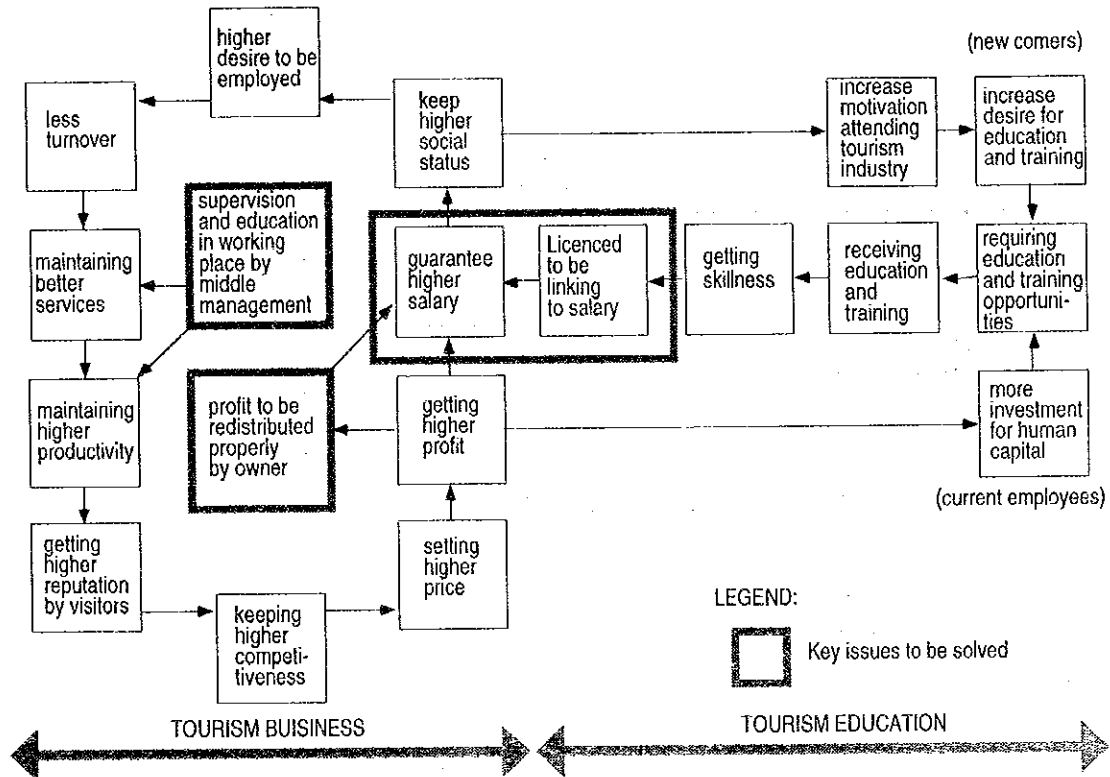 higher
desire to be
employed
(new comers)
less
turnover
keep
higher
social
status
increase
motivation
attending
tourism
industry
increase
desire for
education
and training
supervision
and education
in working
place by
middle
management
maintaining
better
services
guarantee
higher
salary
Licenced
to be
linking
to salary
getting
skillness
receiving
education
and
training
requiring
education
and training
opportuni-
ties
maintaining
higher
productivity
profit to be
redistributed
properly
by owner
getting
higher
profit
more
investment
for human
capital
(current employees)
getting
higher
reputation
by visitors
keeping
higher
competi-
tiveness
setting
higher
price
LEGEND:
Key issues to be solved
TOURISM BUISINESS
TOURISM EDUCATION